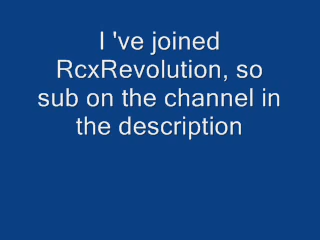 I 've joined
RcxRevolution, so
sub on the channel in
the description